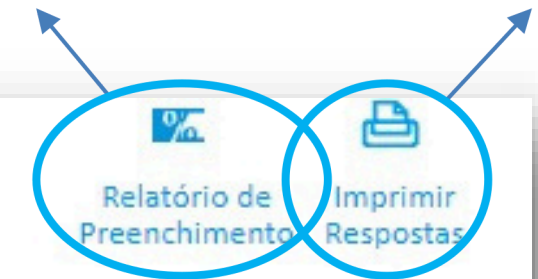 %
Relatório de
Preenchimento
Imprimir
Respostas